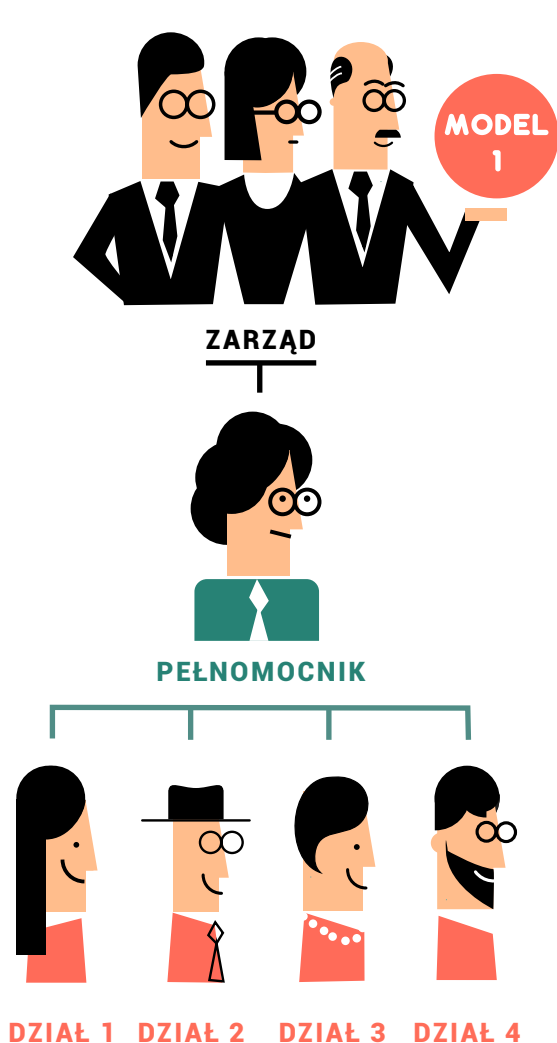 MODEL
1
ZARZĄD
PEŁNOMOCNIK
DZIAŁ 1 DZIAŁ 2 DZIAŁ 3 DZIAŁ 4